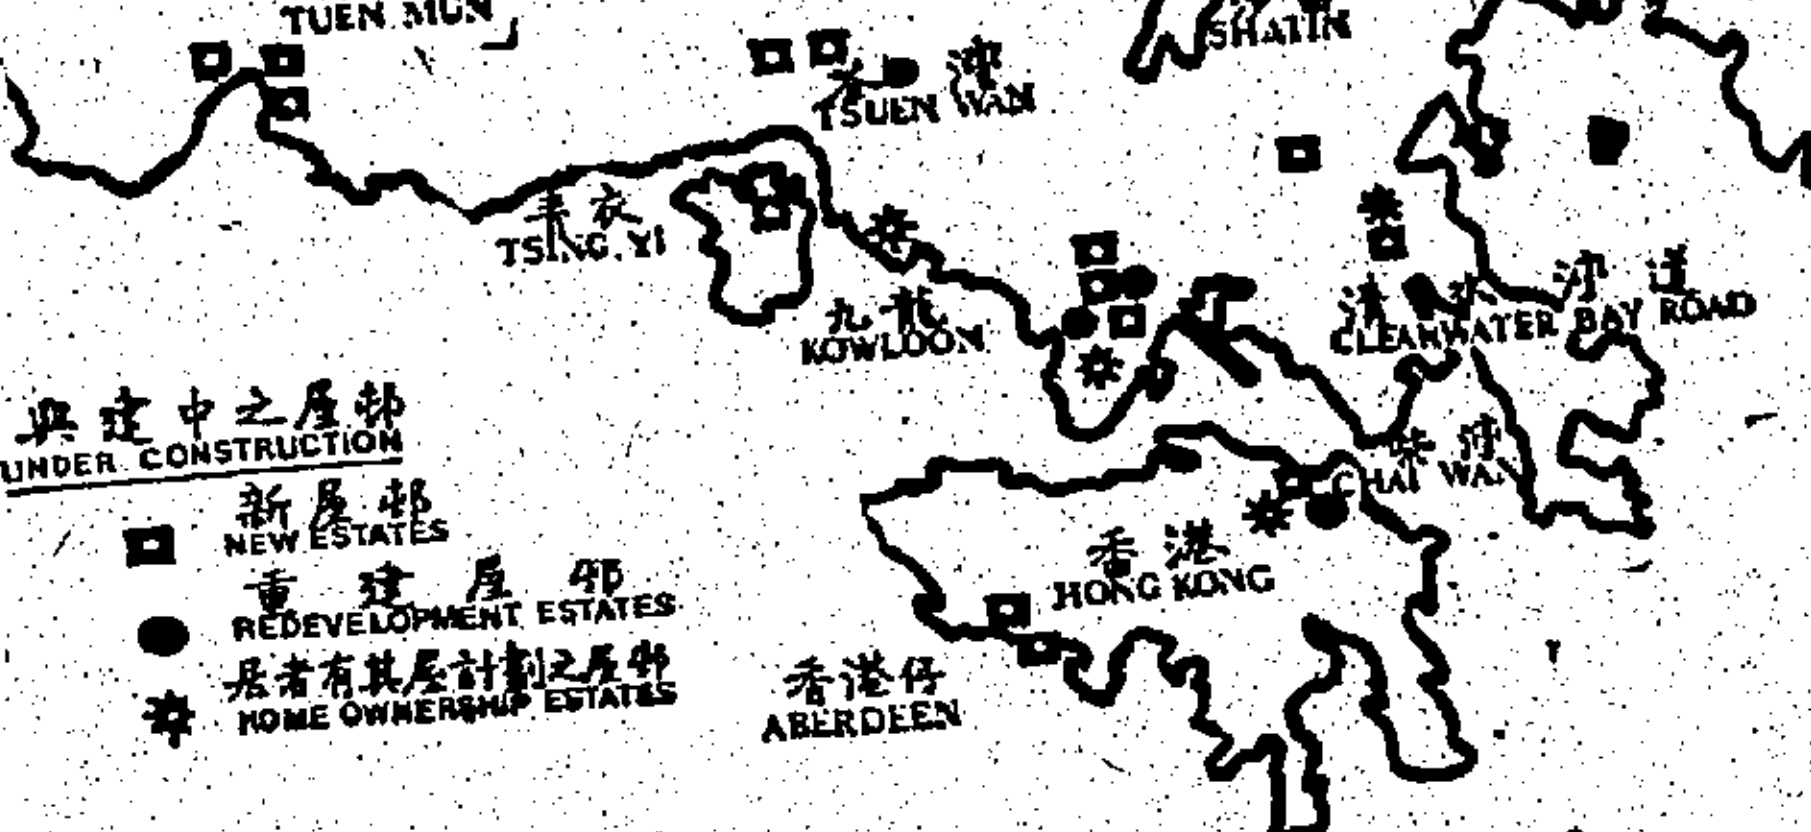 TUEN MUN
SHATIN
荃 灣
TSUEN WAN
青衣
TSING YI
九龍
KOWLOON
清 水 灣 道
CLEARWATER BAY ROAD
興建中之屋邨
UNDER CONSTRUCTION
柴 灣
CHAI WAN
新屋邨
NEW ESTATES
香港
HONG KONG
重建屋邨
REDEVELOPMENT ESTATES
居者有其屋計劃之屋邨
HOME OWNERSHIP ESTATES
香港仔
ABERDEEN